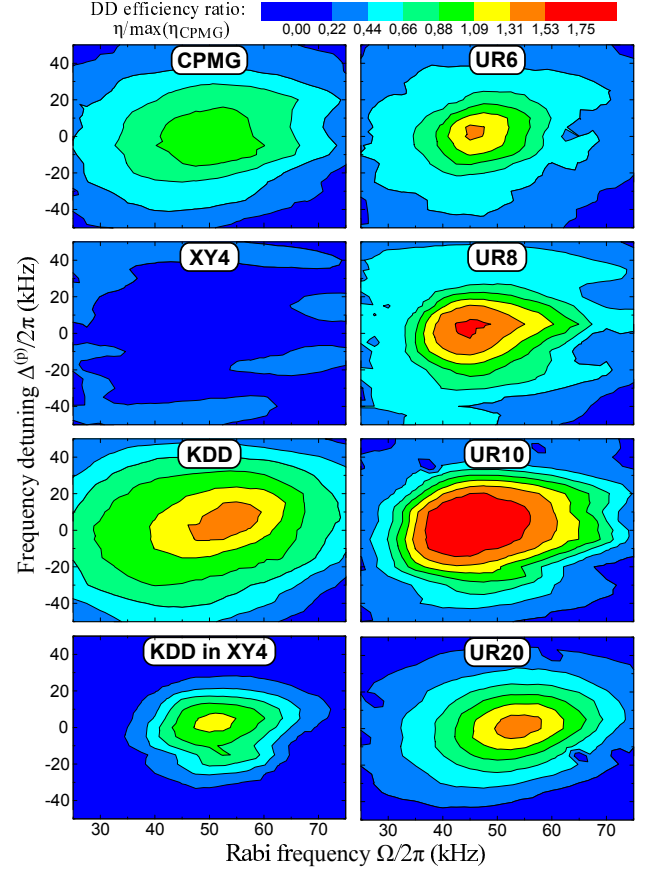 DD efficiency ratio:
η/max(ηCPMG)
0,00 0,22 0,44 0,66 0,88 1,09 1,31 1,53 1,75
CPMG
UR6
40
20
0
-20
-40
XY4
UR8
40
20
0
-20
-40
KDD
UR10
40
20
0
-20
-40
KDD in XY4
UR20
40
20
0
-20
-40
30 40 50 60 70 30 40 50 60 70
Frequency detuning Δ(p)/2π (kHz)
Rabi frequency Ω/2π (kHz)